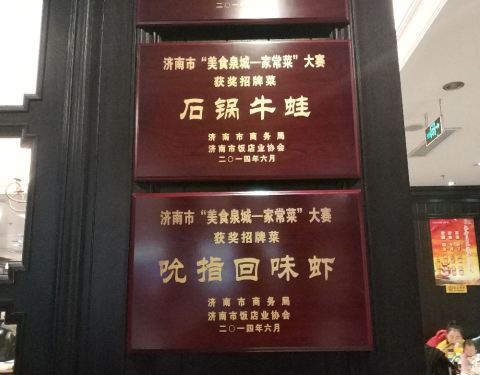 济南市“美食泉城一家常菜”大赛
获奖招牌菜
石锅牛蛙
济南市商务局
济南市饭店业协会
二〇一四年六月
济南市“美食泉城一家常菜”大赛
获奖招牌菜
吮指回味虾
济南市商务局
济南市饭店业协会
二〇一四年六月